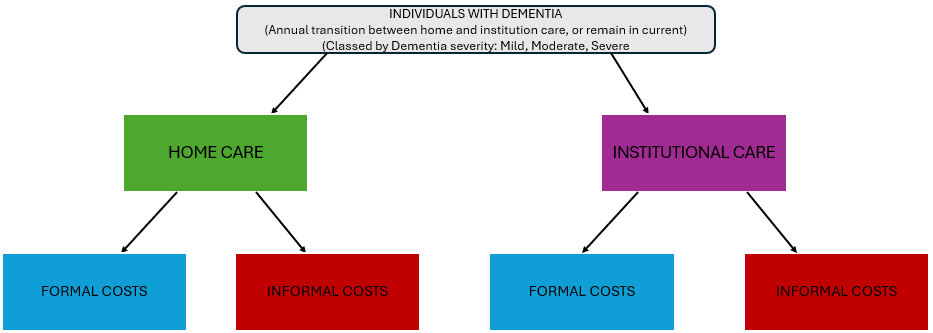 INDIVIDUALS WITH DEMENTIA
(Annual transition between home and institution care, or remain in current)
(Classed by Dementia severity: Mild, Moderate, Severe
HOME CARE
INSTITUTIONAL CARE
FORMAL COSTS
INFORMAL COSTS
FORMAL COSTS
INFORMAL COSTS